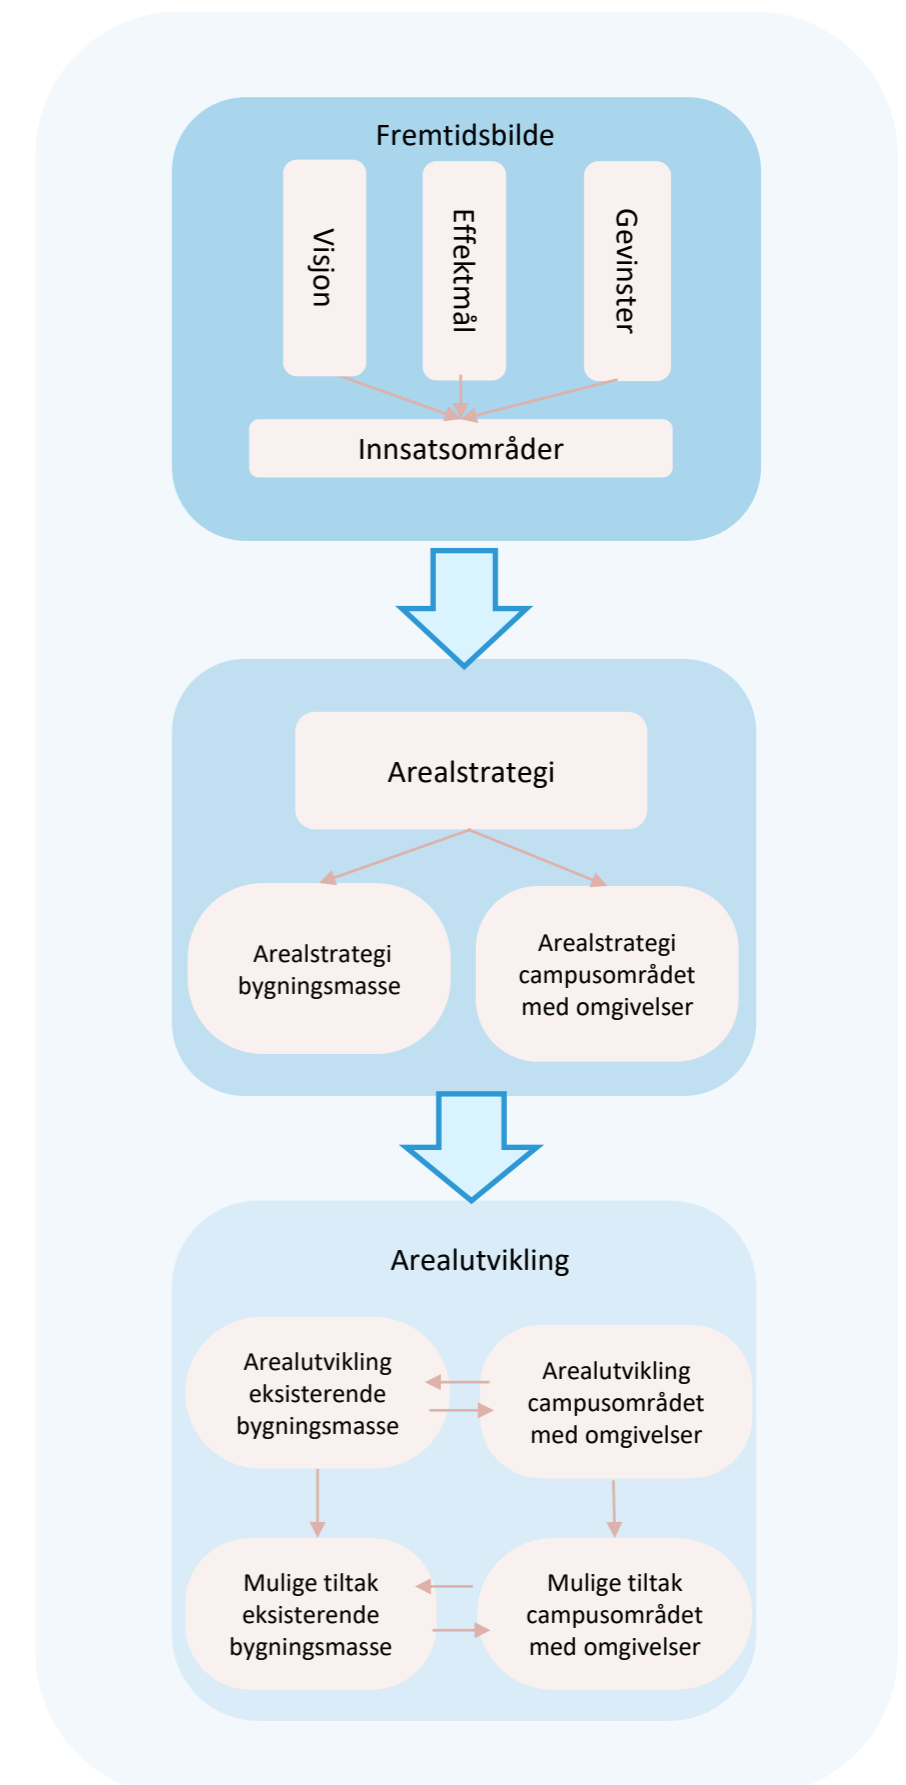 Fremtidsbilde
Visjon
Effektmål
Gevinster
Innsatsområder
Arealstrategi
Arealstrategi
bygningsmasse
Arealstrategi
campusområdet
med omgivelser
Arealutvikling
Arealutvikling
eksisterende
bygningsmasse
Arealutvikling
campusområdet
med omgivelser
Mulige tiltak
eksisterende
bygningsmasse
Mulige tiltak
campusområdet
med omgivelser